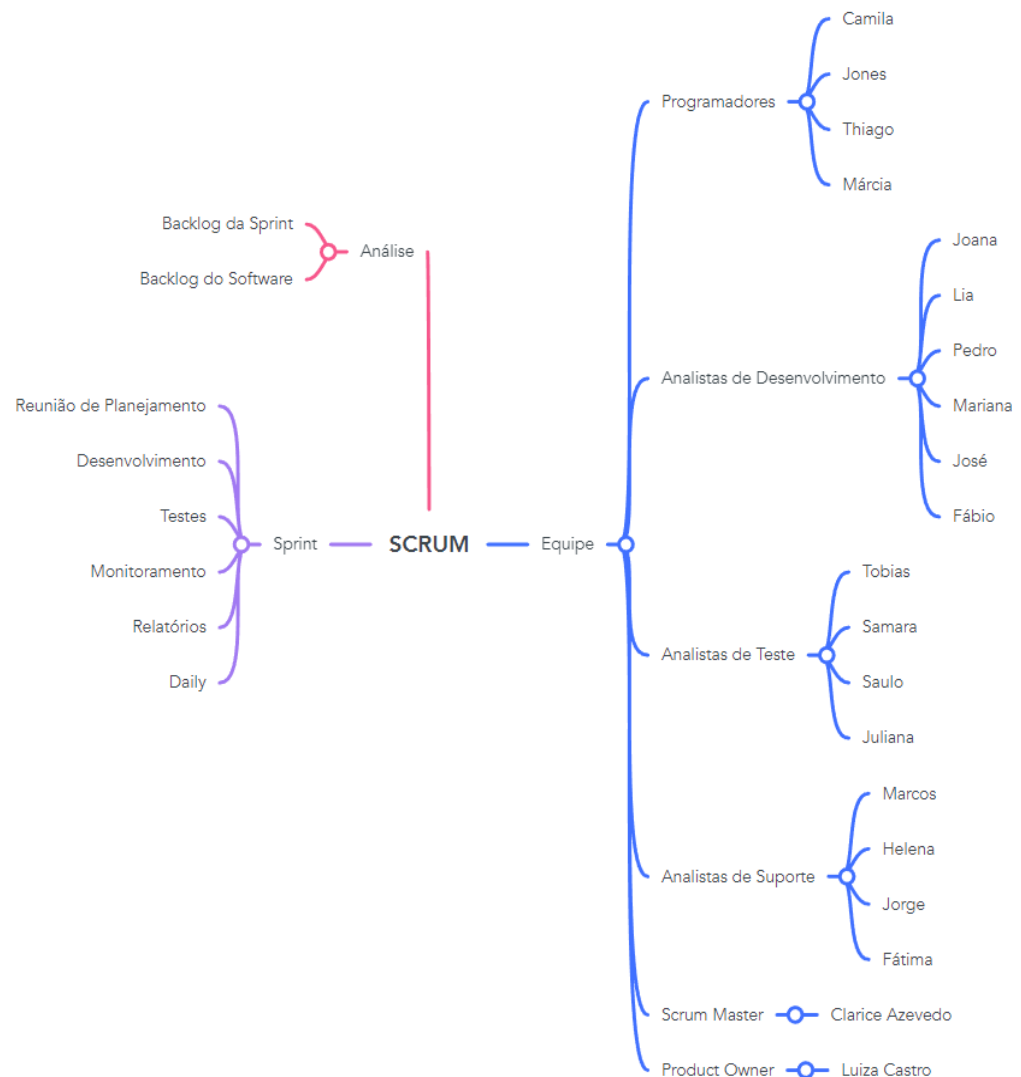 Camila
Jones
Programadores
Thiago
Márcia
Backlog da Sprint
Análise
Backlog do Software
Joana
Lia
Pedro
Analistas de Desenvolvimento
Mariana
José
Fábio
Reunião de Planejamento
Desenvolvimento
Testes
Sprint
SCRUM
Equipe
Monitoramento
Relatórios
Daily
Tobias
Samara
Analistas de Teste
Saulo
Juliana
Marcos
Helena
Analistas de Suporte
Jorge
Fátima
Scrum Master
Clarice Azevedo
Product Owner
Luiza Castro